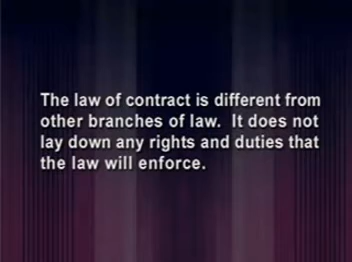 The law of contract is different from
other branches of law.  It does not
lay down any rights and duties that
the law will enforce.